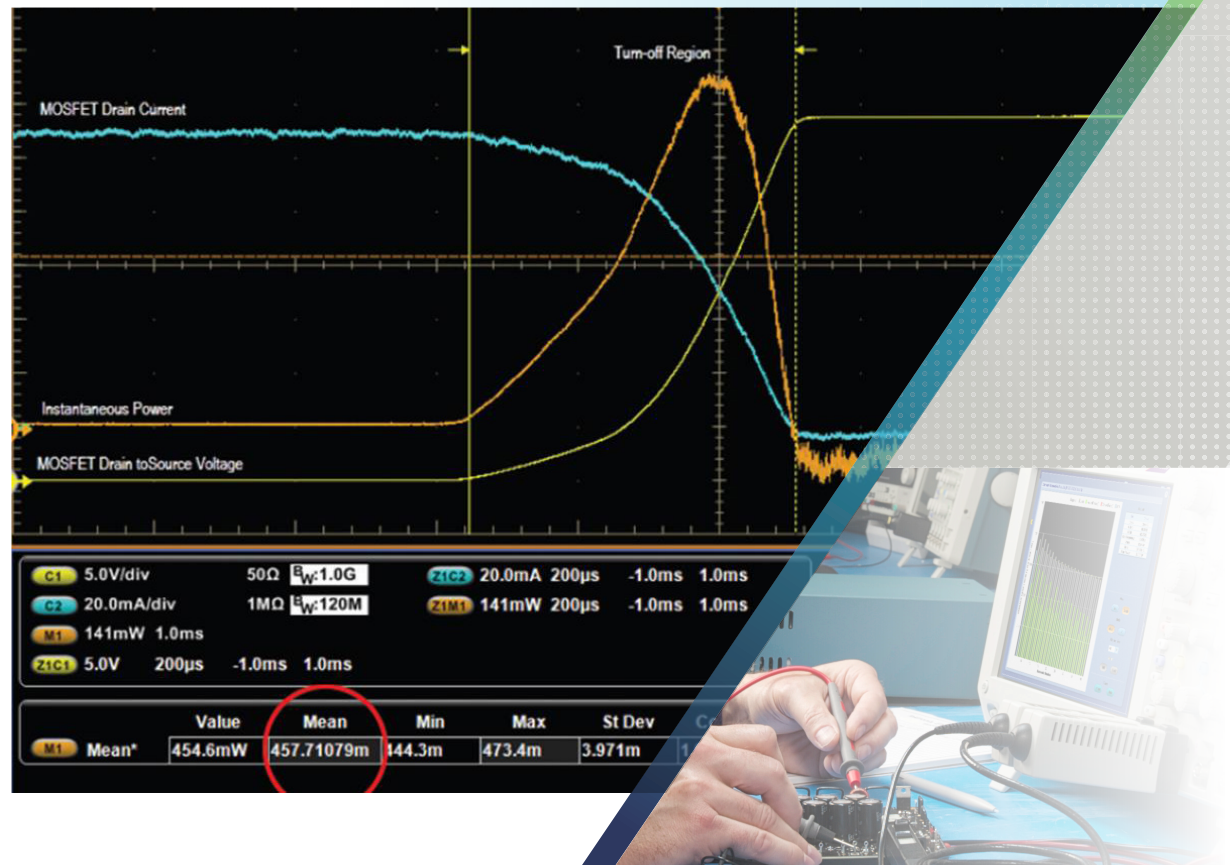 Turn-off Region
MOSFET Drain Current
Instantaneous Power
MOSFET Drain toSource Voltage
C1 5.0V/div 50Ω BW:1.0G Z1C2 20.0mA 200µs -1.0ms 1.0ms
C2 20.0mA/div 1MΩ BW:120M Z1M1 141mW 200µs -1.0ms 1.0ms
M1 141mW 1.0ms
Z1C1 5.0V 200µs -1.0ms 1.0ms
Value Mean Min Max St Dev
M1 Mean* 454.6mW 457.71079m 444.3m 473.4m 3.971m